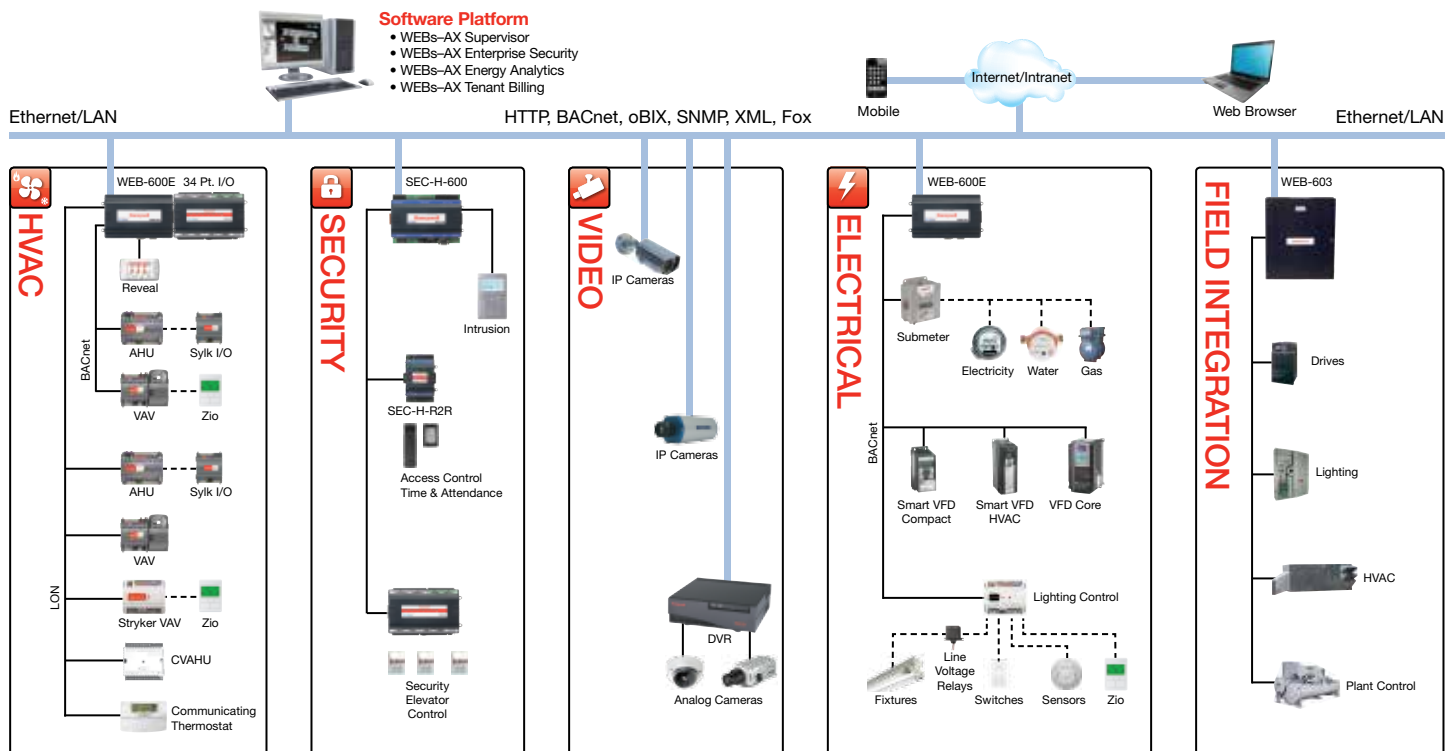 Software Platform
• WEBs–AX Supervisor
• WEBs–AX Enterprise Security
• WEBs–AX Energy Analytics
• WEBs–AX Tenant Billing
Mobile
Internet/Intranet
Web Browser
Ethernet/LAN
HTTP, BACnet, oBIX, SNMP, XML, Fox
Ethernet/LAN
HVAC
WEB-600E
34 Pt. I/O
Reveal
BACnet
AHU
Sylk I/O
VAV
Zio
AHU
Sylk I/O
VAV
LON
Stryker VAV
Zio
CVAHU
Communicating
Thermostat
SECURITY
SEC-H-600
Intrusion
SEC-H-R2R
Access Control
Time & Attendance
Security
Elevator
Control
VIDEO
IP Cameras
IP Cameras
DVR
Analog Cameras
ELECTRICAL
WEB-600E
Submeter
Electricity
Water
Gas
BACnet
Smart VFD
Compact
Smart VFD
HVAC
VFD Core
Lighting Control
Fixtures
Line
Voltage
Relays
Switches
Sensors
Zio
FIELD INTEGRATION
WEB-603
Drives
Lighting
HVAC
Plant Control